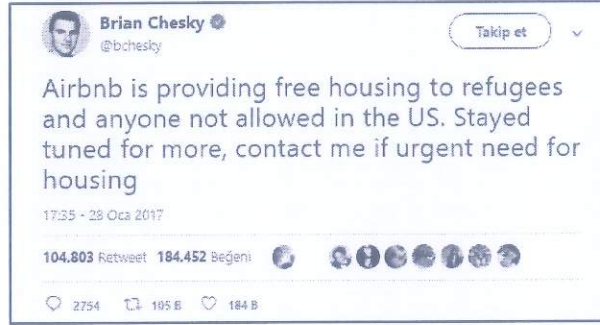 Brian Chesky
@bchesky
Takip et
Airbnb is providing free housing to refugees
and anyone not allowed in the US. Stayed
tuned for more, contact me if urgent need for
housing
17:35 - 28 Oca 2017
104.803 Retweet 184.452 Beğeni
2754 105 B 184 B